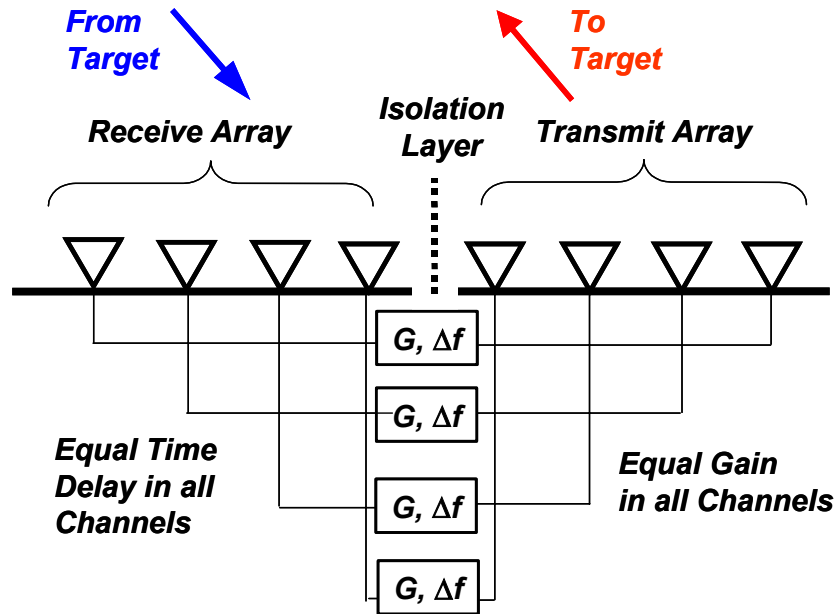 From
Target
To
Target
Receive Array
Isolation
Layer
Transmit Array
G, Δf
G, Δf
Equal Time
Delay in all
Channels
Equal Gain
in all Channels
G, Δf
G, Δf